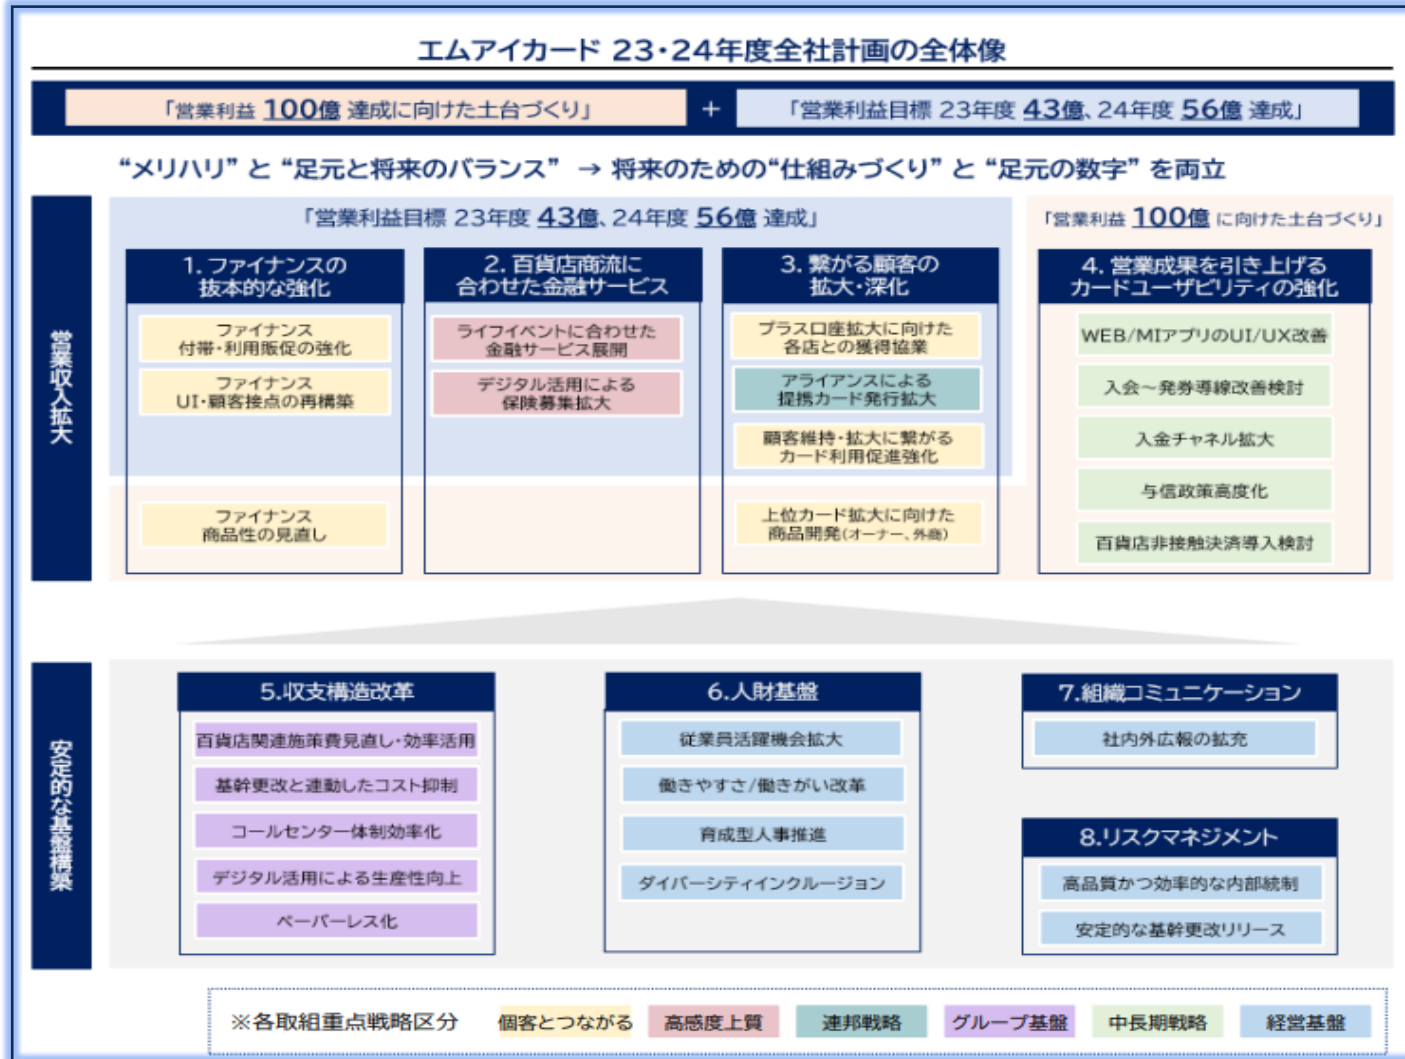 エムアイカード 23・24年度全社計画の全体像
「営業利益 100億 達成に向けた土台づくり」
+
「営業利益目標 23年度 43億、24年度 56億 達成」
“メリハリ” と “足元と将来のバランス” → 将来のための“仕組みづくり” と “足元の数字” を両立
営業収入拡大
「営業利益目標 23年度 43億、24年度 56億 達成」
「営業利益 100億 に向けた土台づくり」
1. ファイナンスの
抜本的な強化
ファイナンス
付帯・利用販促の強化
ファイナンス
UI・顧客接点の再構築
ファイナンス
商品性の見直し
2. 百貨店商流に
合わせた金融サービス
ライフイベントに合わせた
金融サービス展開
デジタル活用による
保険募集拡大
3. 繋がる顧客の
拡大・深化
プラス口座拡大に向けた
各店との獲得協業
アライアンスによる
提携カード発行拡大
顧客維持・拡大に繋がる
カード利用促進強化
上位カード拡大に向けた
商品開発(オーナー、外商)
4. 営業成果を引き上げる
カードユーザビリティの強化
WEB/MIアプリのUI/UX改善
入会～発券導線改善検討
入金チャネル拡大
与信政策高度化
百貨店非接触決済導入検討
安定的な基盤構築
5.収支構造改革
百貨店関連施策費見直し・効率活用
基幹更改と連動したコスト抑制
コールセンター体制効率化
デジタル活用による生産性向上
ペーパーレス化
6.人財基盤
従業員活躍機会拡大
働きやすさ/働きがい改革
育成型人事推進
ダイバーシティインクルージョン
7.組織コミュニケーション
社内外広報の拡充
8.リスクマネジメント
高品質かつ効率的な内部統制
安定的な基幹更改リリース
※各取組重点戦略区分
個客とつながる
高感度上質
連邦戦略
グループ基盤
中長期戦略
経営基盤